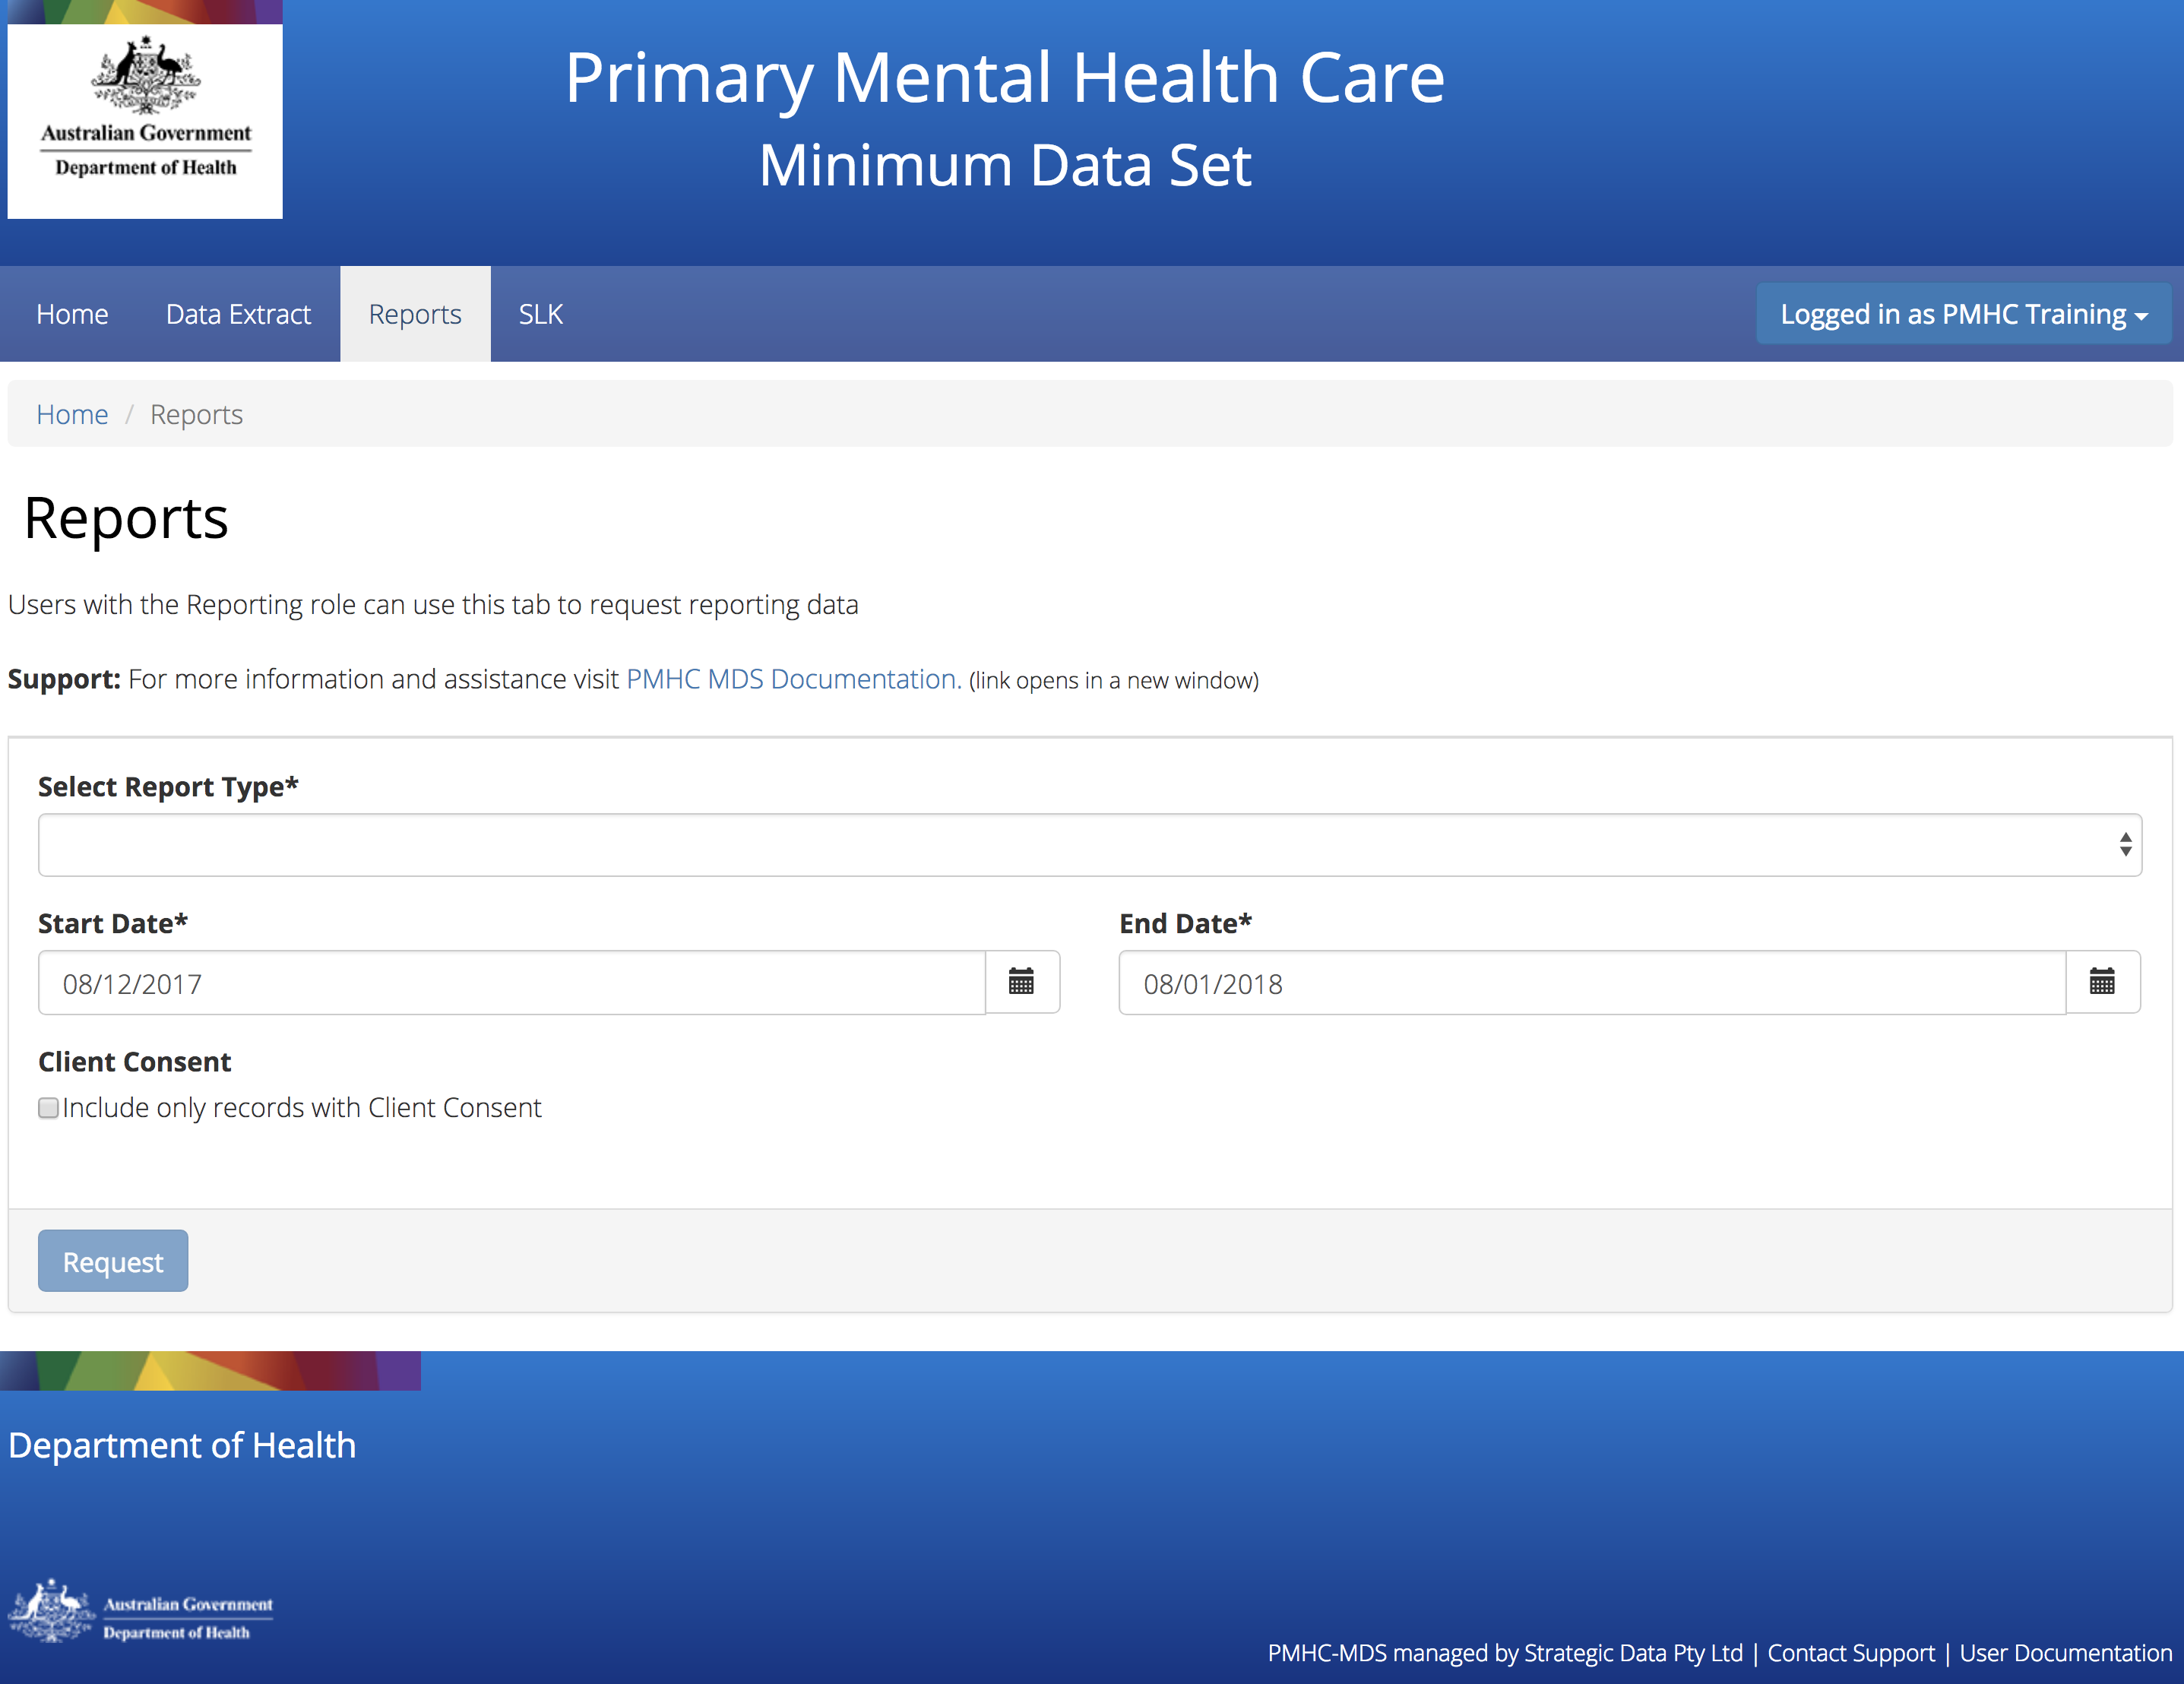 Australian Government
Department of Health
Primary Mental Health Care
Minimum Data Set
Home Data Extract Reports SLK Logged in as PMHC Training
Home / Reports
Reports
Users with the Reporting role can use this tab to request reporting data
Support: For more information and assistance visit PMHC MDS Documentation. (link opens in a new window)
Select Report Type*
Start Date* End Date*
08/12/2017 08/01/2018
Client Consent
Include only records with Client Consent
Request
Department of Health
Australian Government
Department of Health
PMHC-MDS managed by Strategic Data Pty Ltd | Contact Support | User Documentation